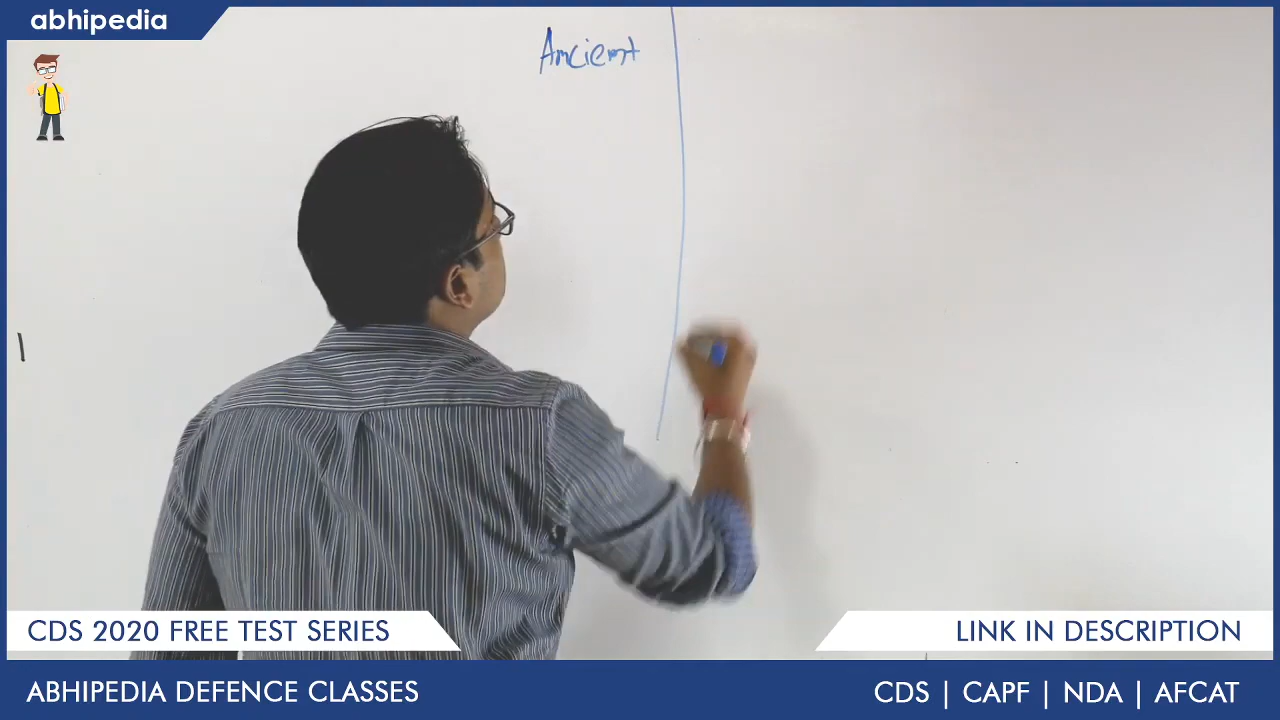 abhipedia
Ancient
CDS 2020 FREE TEST SERIES
LINK IN DESCRIPTION
ABHIPEDIA DEFENCE CLASSES
CDS | CAPF | NDA | AFCAT